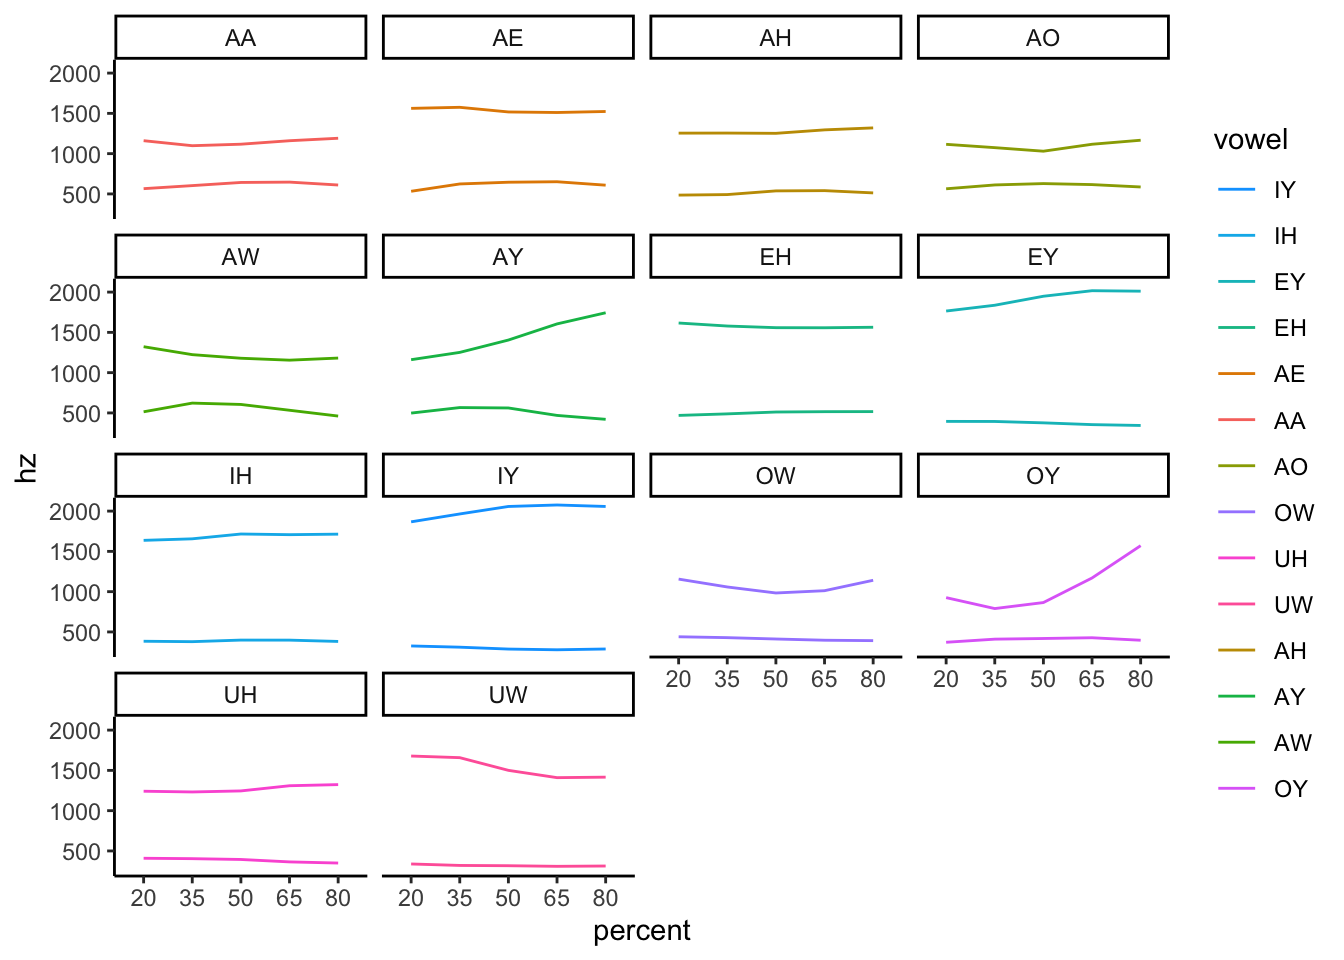 AA AE AH AO
2000
1500
1000
500
AW AY EH EY
2000
1500
1000
500
hz
IH IY OW OY
2000
1500
1000
500
20 35 50 65 80 20 35 50 65 80
UH UW
2000
1500
1000
500
20 35 50 65 80 20 35 50 65 80
percent
vowel
IY
IH
EY
EH
AE
AA
AO
OW
UH
UW
AH
AY
AW
OY